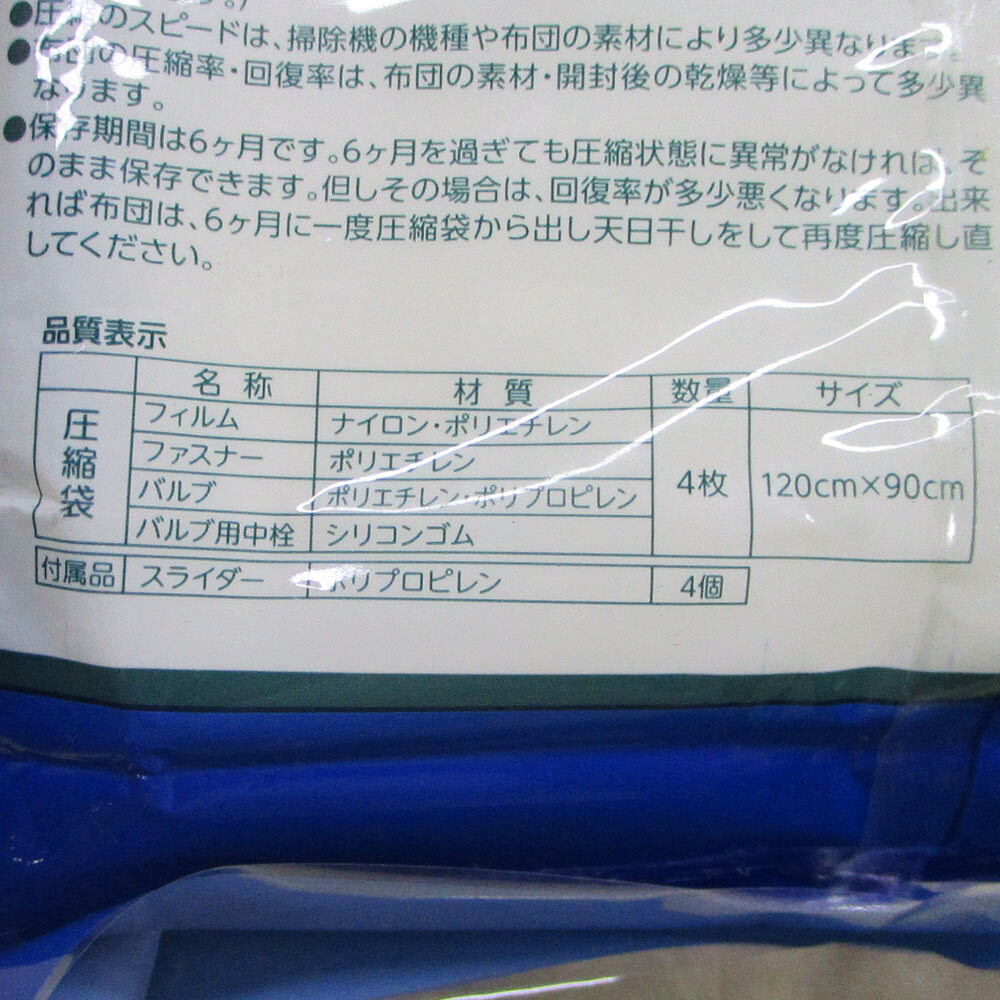 ●圧縮のスピードは、掃除機の機種や布団の素材により多少異なります。
●布団の圧縮率・回復率は、布団の素材・開封後の乾燥等によって多少異
なります。
●保存期間は6ヶ月です。6ヶ月を過ぎても圧縮状態に異常がなければ、そ
のまま保存できます。但しその場合は、回復率が多少悪くなります。出来
れば布団は、6ヶ月に一度圧縮袋から出し天日干しをして再度圧縮し直
してください。
品質表示
名称 材質 数量 サイズ
圧縮袋
フィルム ナイロン・ポリエチレン
ファスナー ポリエチレン
バルブ ポリエチレン・ポリプロピレン
バルブ用中栓 シリコンゴム
4枚 120cm×90cm
付属品 スライダー ポリプロピレン 4個